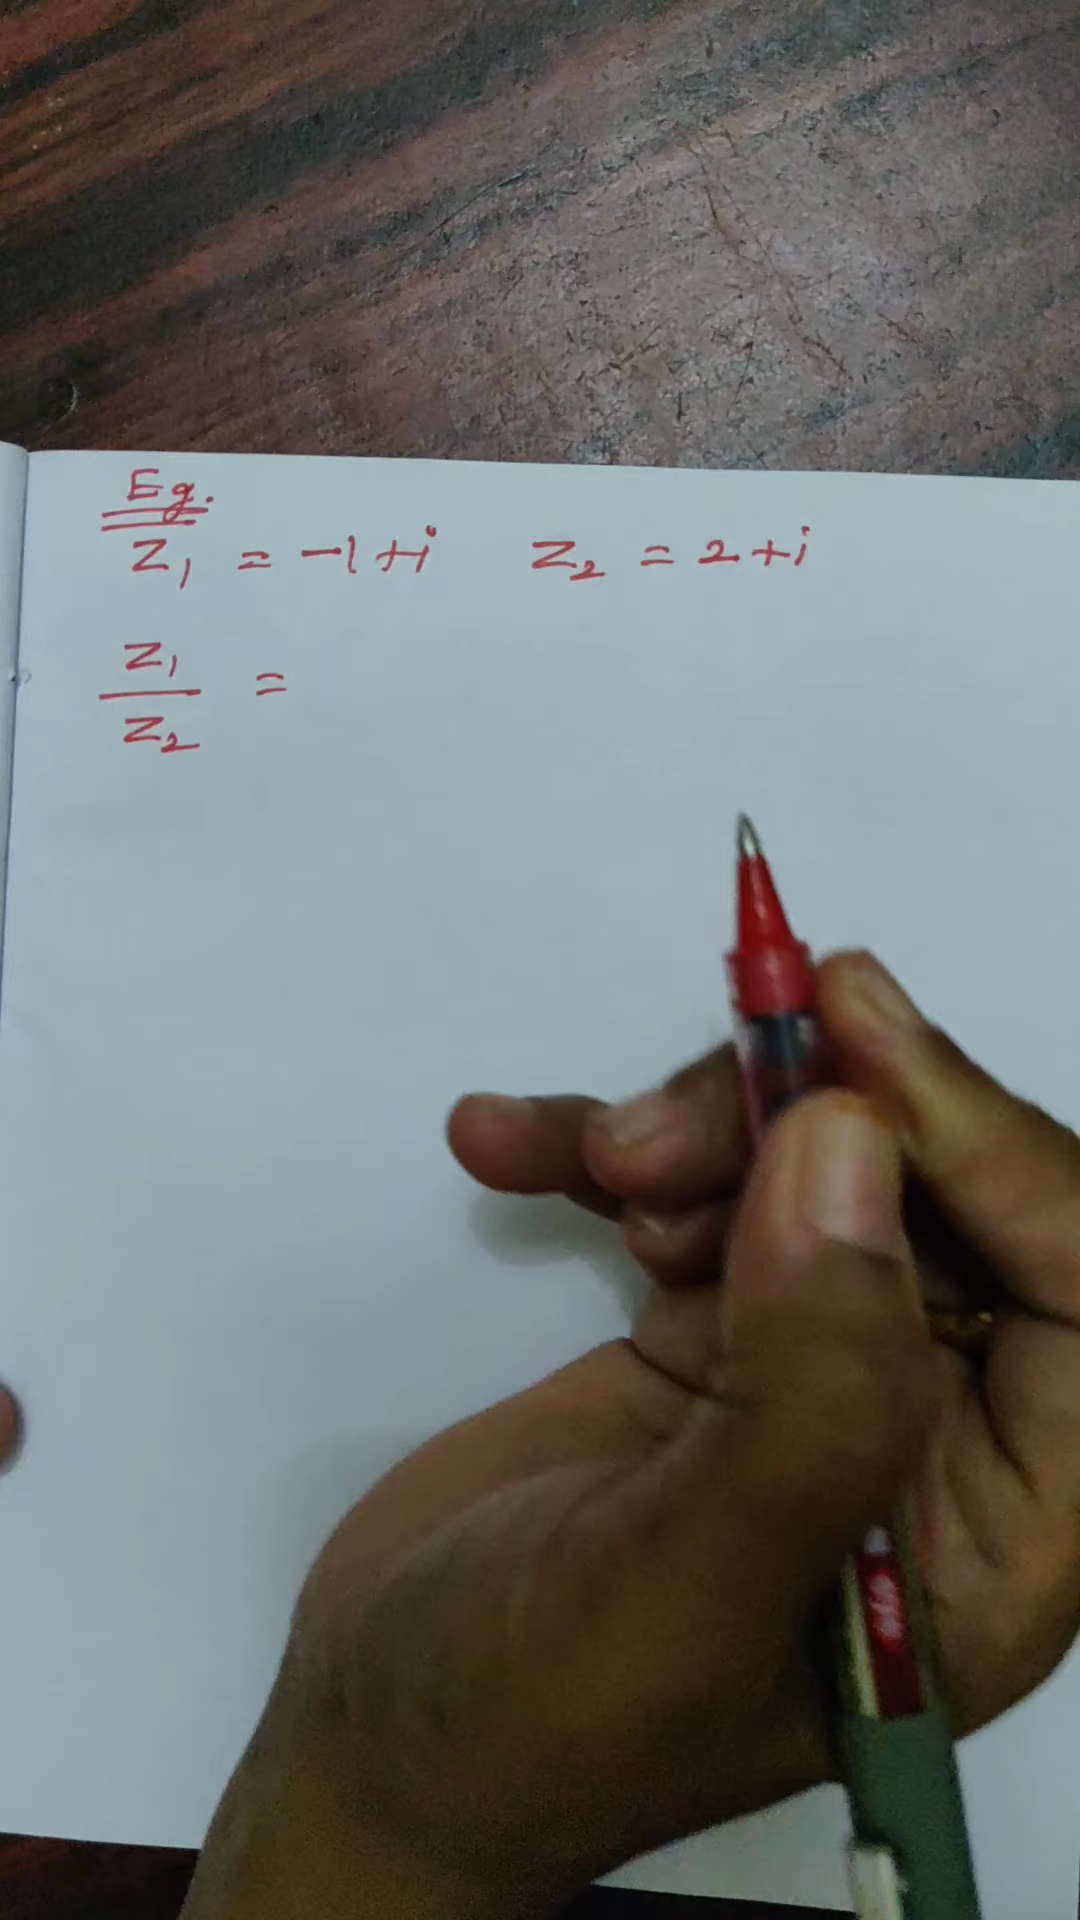 Eg.
Z₁ = -1+i Z₂ = 2+i
Z₁/Z₂ =